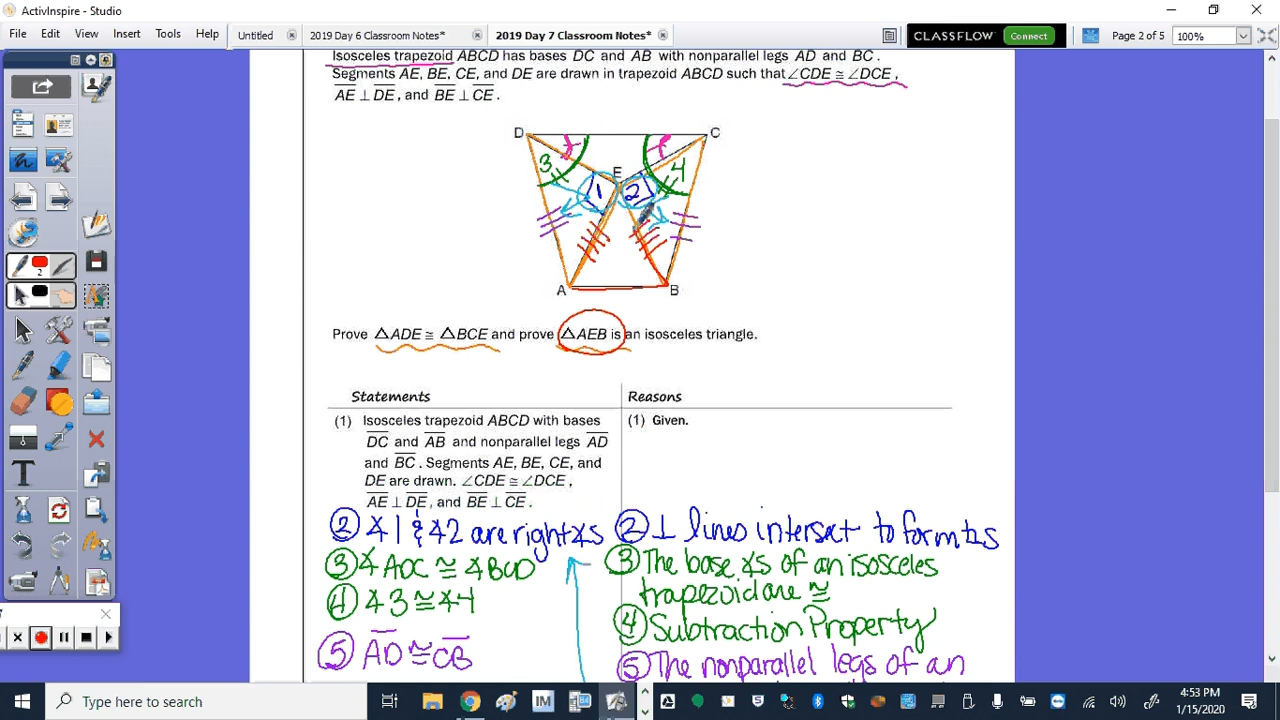 ActivInspire - Studio
File Edit View Insert Tools Help
Untitled
2019 Day 6 Classroom Notes*
2019 Day 7 Classroom Notes*
CLASSFLOW Connect
Page 2 of 5
100%
Isosceles trapezoid ABCD has bases DC and AB with nonparallel legs AD and BC.
Segments AE, BE, CE, and DE are drawn in trapezoid ABCD such that ∠CDE ≅ ∠DCE,
AE ⊥ DE, and BE ⊥ CE.
D C
3 E 4
1 2
A B
Prove △ADE ≅ △BCE and prove △AEB is an isosceles triangle.
Statements Reasons
(1) Isosceles trapezoid ABCD with bases
DC and AB and nonparallel legs AD
and BC. Segments AE, BE, CE, and
DE are drawn. ∠CDE ≅ ∠DCE,
AE ⊥ DE, and BE ⊥ CE.
(1) Given.
② ∡1 & ∡2 are right ∡s
② ⊥ lines intersect to form
③ ∡ADC ≅ ∡BCD
③ The base ∡s of an isosceles
trapezoid are ≅
④ ∡3 ≅ ∡4
④ Subtraction Property
⑤ AD ≅ CB
⑤ The nonparallel legs of an
2
T
Type here to search
IM
4:53 PM
1/15/2020